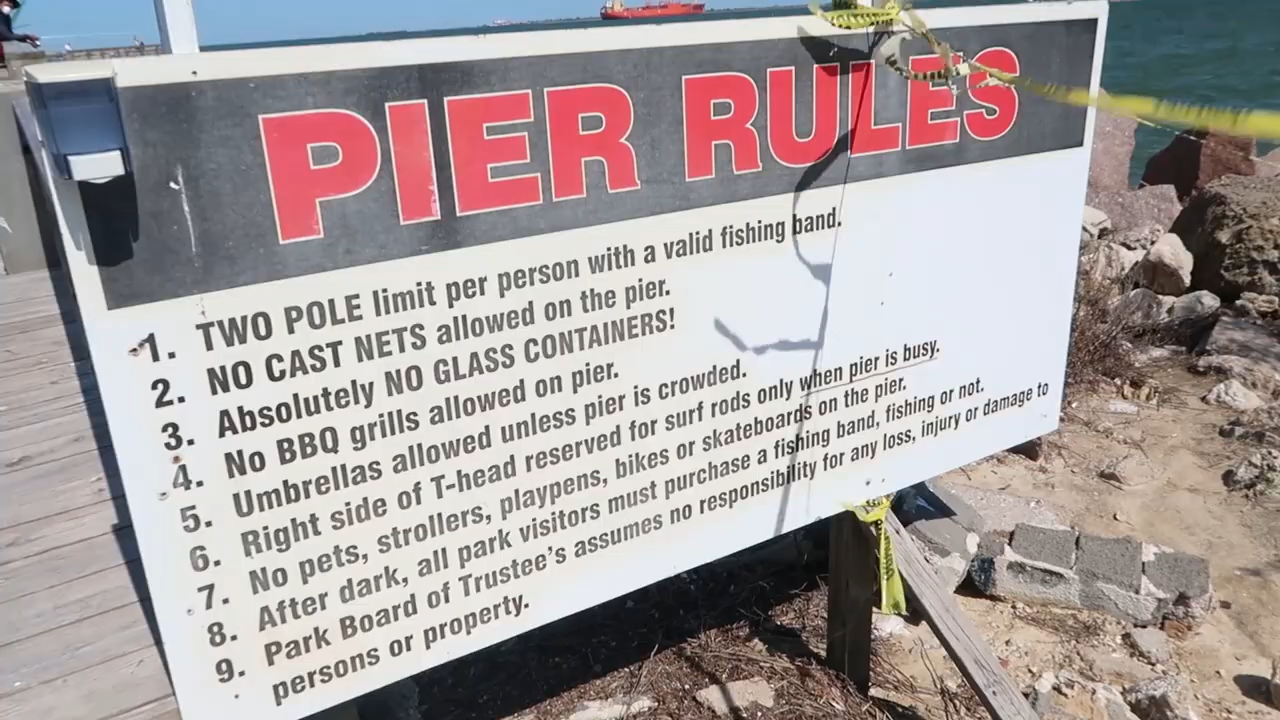 PIER RULES
1. TWO POLE limit per person with a valid fishing band.
2. NO CAST NETS allowed on the pier.
3. Absolutely NO GLASS CONTAINERS!
4. No BBQ grills allowed on pier.
5. Umbrellas allowed unless pier is crowded.
6. Right side of T-head reserved for surf rods only when pier is busy.
7. No pets, strollers, playpens, bikes or skateboards on the pier.
8. After dark, all park visitors must purchase a fishing band, fishing or not.
9. Park Board of Trustee's assumes no responsibility for any loss, injury or damage to
persons or property.